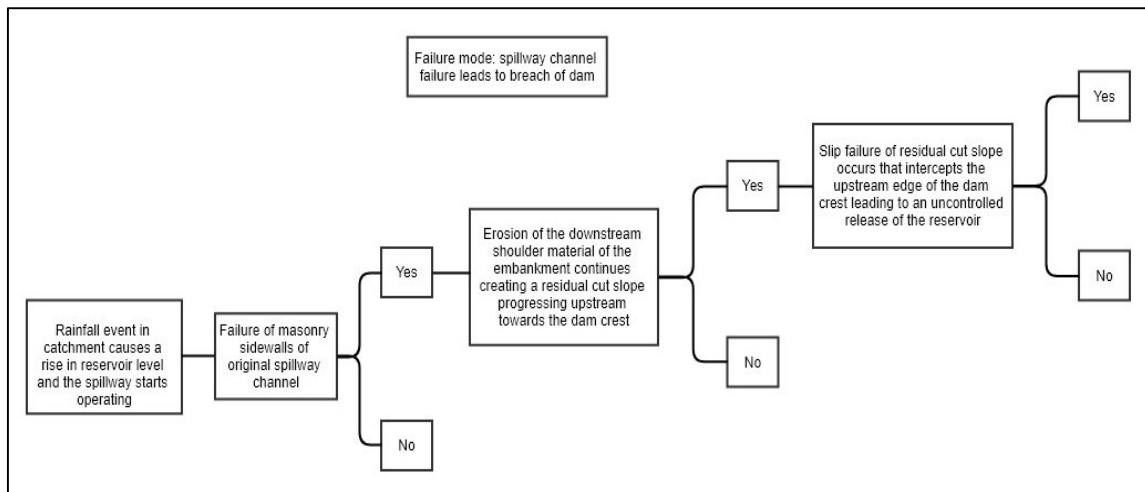 Failure mode: spillway channel
failure leads to breach of dam
Rainfall event in
catchment causes a
rise in reservoir level
and the spillway starts
operating
Failure of masonry
sidewalls of
original spillway
channel
Yes
No
Erosion of the downstream
shoulder material of the
embankment continues
creating a residual cut slope
progressing upstream
towards the dam crest
Yes
No
Slip failure of residual cut slope
occurs that intercepts the
upstream edge of the dam
crest leading to an uncontrolled
release of the reservoir
Yes
No